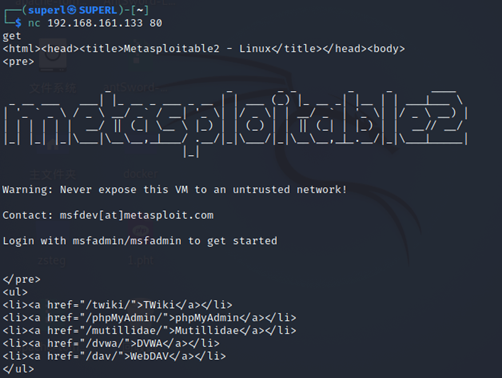 ┌──(superl㉿SUPERL)-[~]
└─$ nc 192.168.161.133 80
get
<html><head><title>Metasploitable2 - Linux</title></head><body>
<pre>
metasploitable2
Warning: Never expose this VM to an untrusted network!
Contact: msfdev[at]metasploit.com
Login with msfadmin/msfadmin to get started
</pre>
<ul>
<li><a href="/twiki/">TWiki</a></li>
<li><a href="/phpMyAdmin/">phpMyAdmin</a></li>
<li><a href="/mutillidae/">Mutillidae</a></li>
<li><a href="/dvwa/">DVWA</a></li>
<li><a href="/dav/">WebDAV</a></li>
</ul>